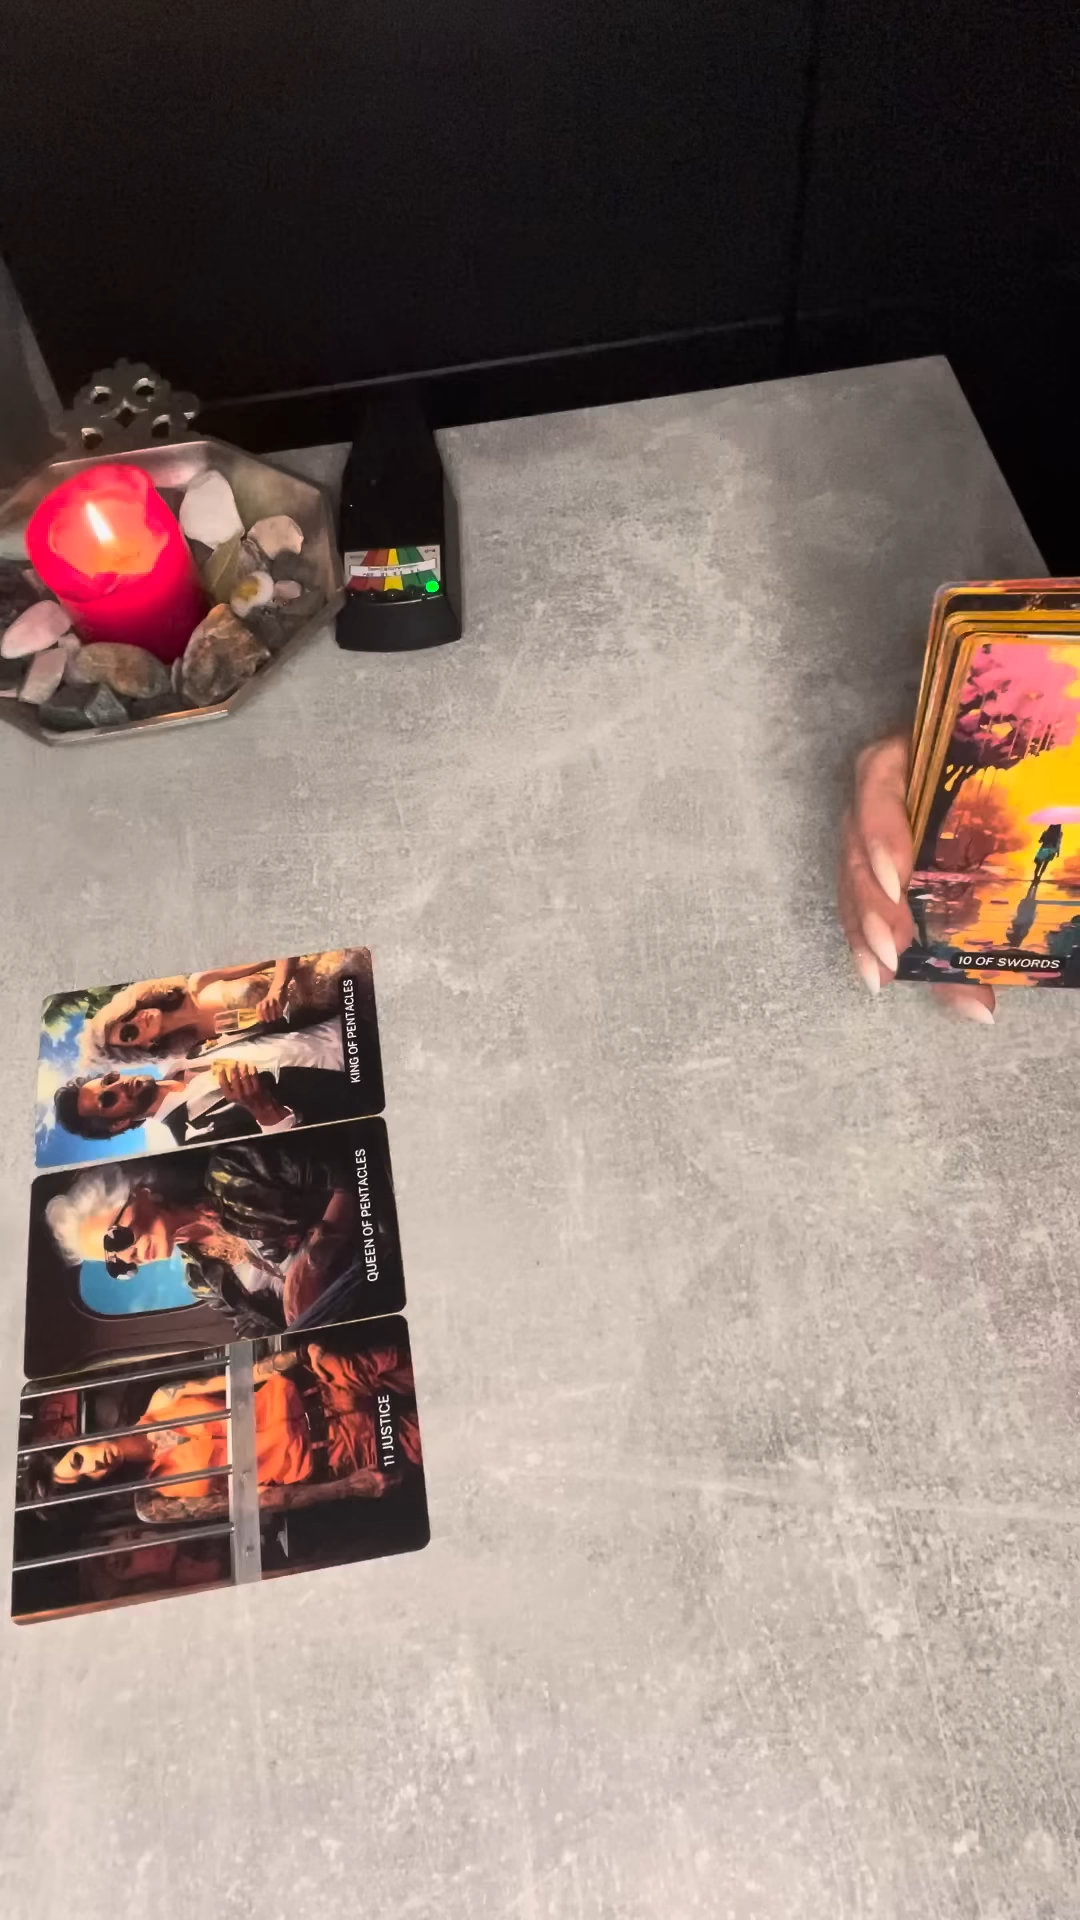 10 OF SWORDS
KING OF PENTACLES
QUEEN OF PENTACLES
11 JUSTICE